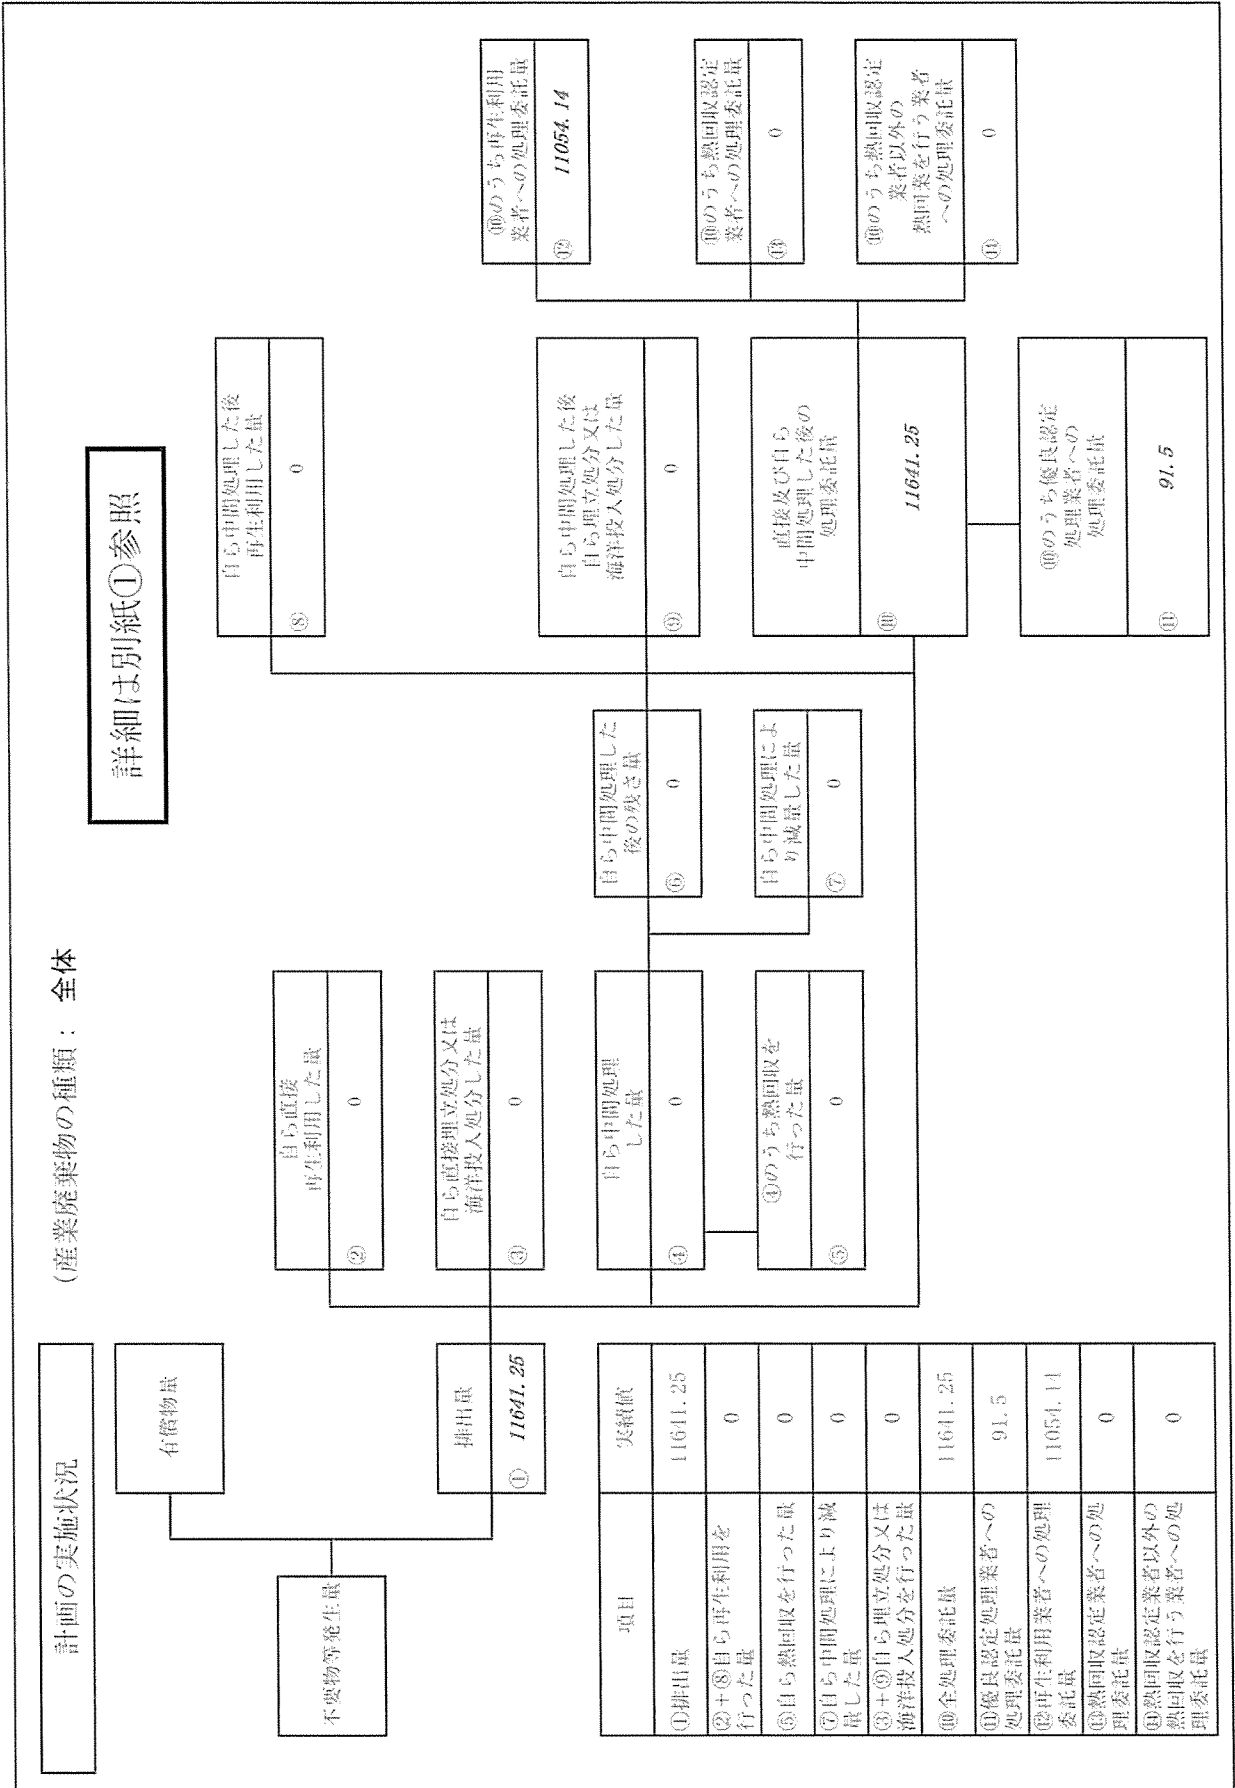 計画の実施状況
（産業廃棄物の種類： 全体
詳細は別紙①参照
不要物等発生量
有償物量
排出量
① 11641.25
自ら直接
再生利用した量
② 0
自ら直接埋立処分又は
海洋投入処分した量
③ 0
自ら中間処理
した量
④ 0
④のうち熱回収を
行った量
⑤ 0
自ら中間処理した
後の残さ量
⑥ 0
自ら中間処理によ
り減量した量
⑦ 0
自ら中間処理した後
再生利用した量
⑧ 0
自ら中間処理した後
自ら埋立処分又は
海洋投入処分した量
⑨ 0
直接及び自ら
中間処理した後の
処理委託量
⑩ 11641.25
⑩のうち優良認定
処理業者への
処理委託量
⑪ 91.5
⑩のうち再生利用
業者への処理委託量
⑫ 11054.14
⑩のうち熱回収認定
業者への処理委託量
⑬ 0
⑩のうち熱回収認定
業者以外の
熱回業を行う業者
への処理委託量
⑭ 0
項目 実績値
①排出量 11641.25
②+⑧自ら再生利用を
行った量 0
⑤自ら熱回収を行った量 0
⑦自ら中間処理により減
量した量 0
③+⑨自ら埋立処分又は
海洋投入処分を行った量 0
⑩全処理委託量 11641.25
⑪優良認定処理業者への
処理委託量 91.5
⑫再生利用業者への処理
委託量 11054.14
⑬熱回収認定業者への処
理委託量 0
⑭熱回収認定業者以外の
熱回収を行う業者への処
理委託量 0